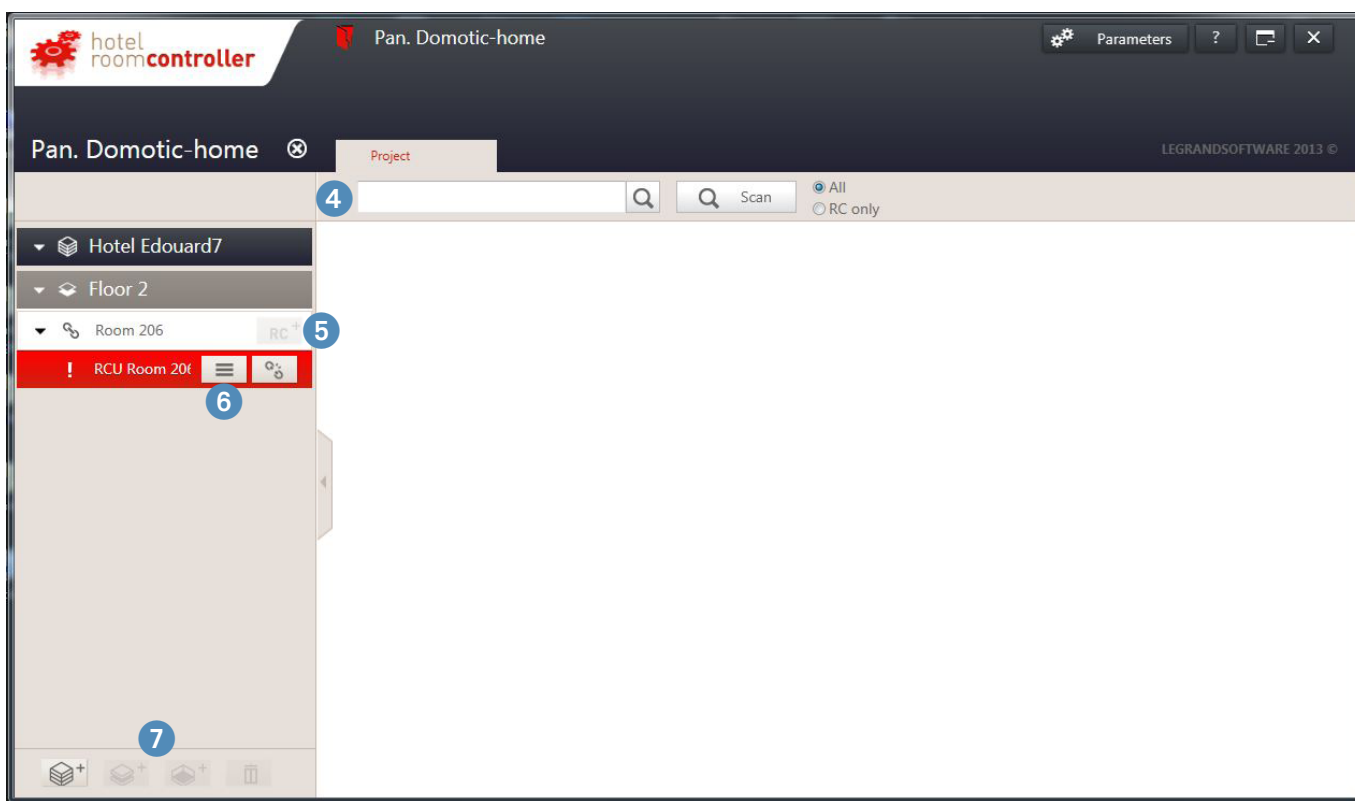 hotel
roomcontroller
Pan. Domotic-home
Parameters
?
Pan. Domotic-home
Project
LEGRANDSOFTWARE 2013 ©
4
Scan
All
RC only
Hotel Edouard7
Floor 2
Room 206
RC+
5
! RCU Room 206
6
7